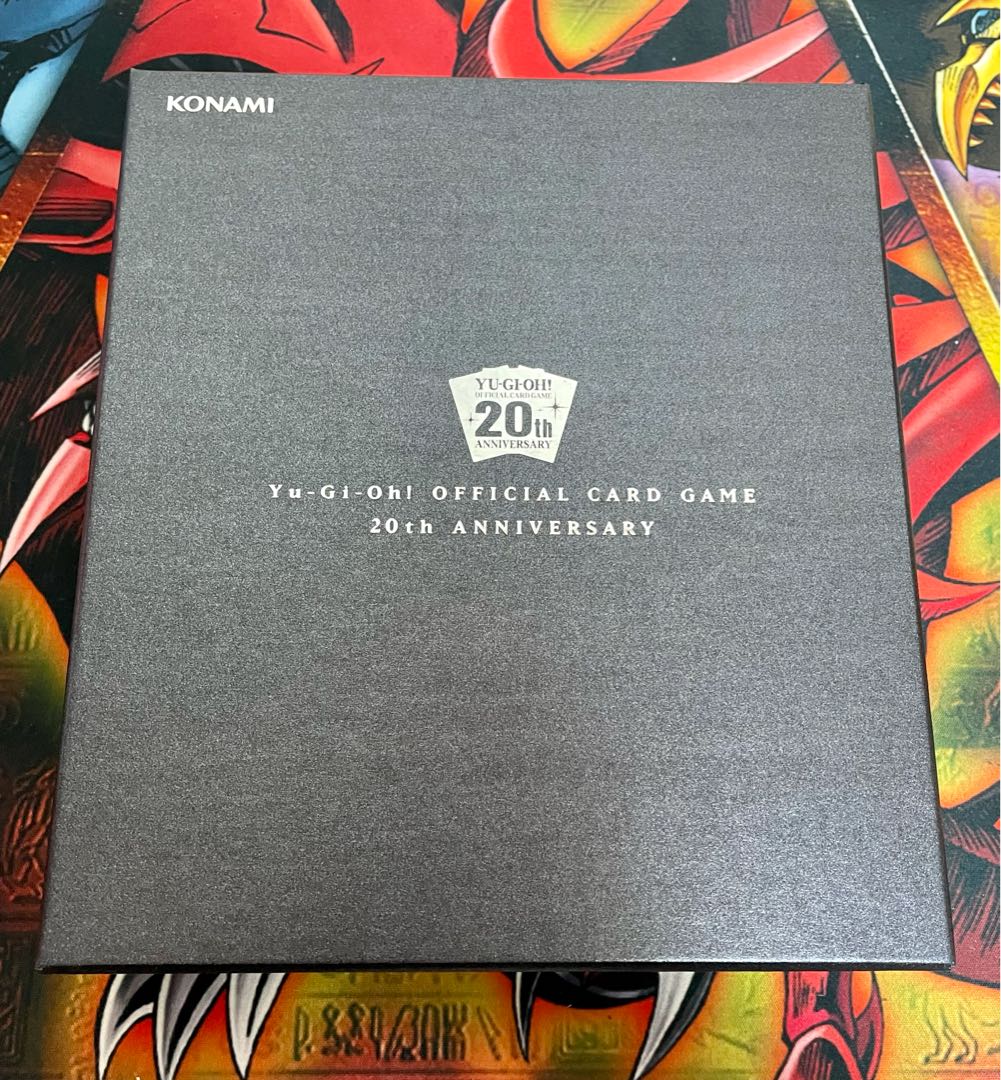 KONAMI
YU-GI-OH!
OFFICIAL CARD GAME
20th
ANNIVERSARY
Yu-Gi-Oh! OFFICIAL CARD GAME
20th ANNIVERSARY